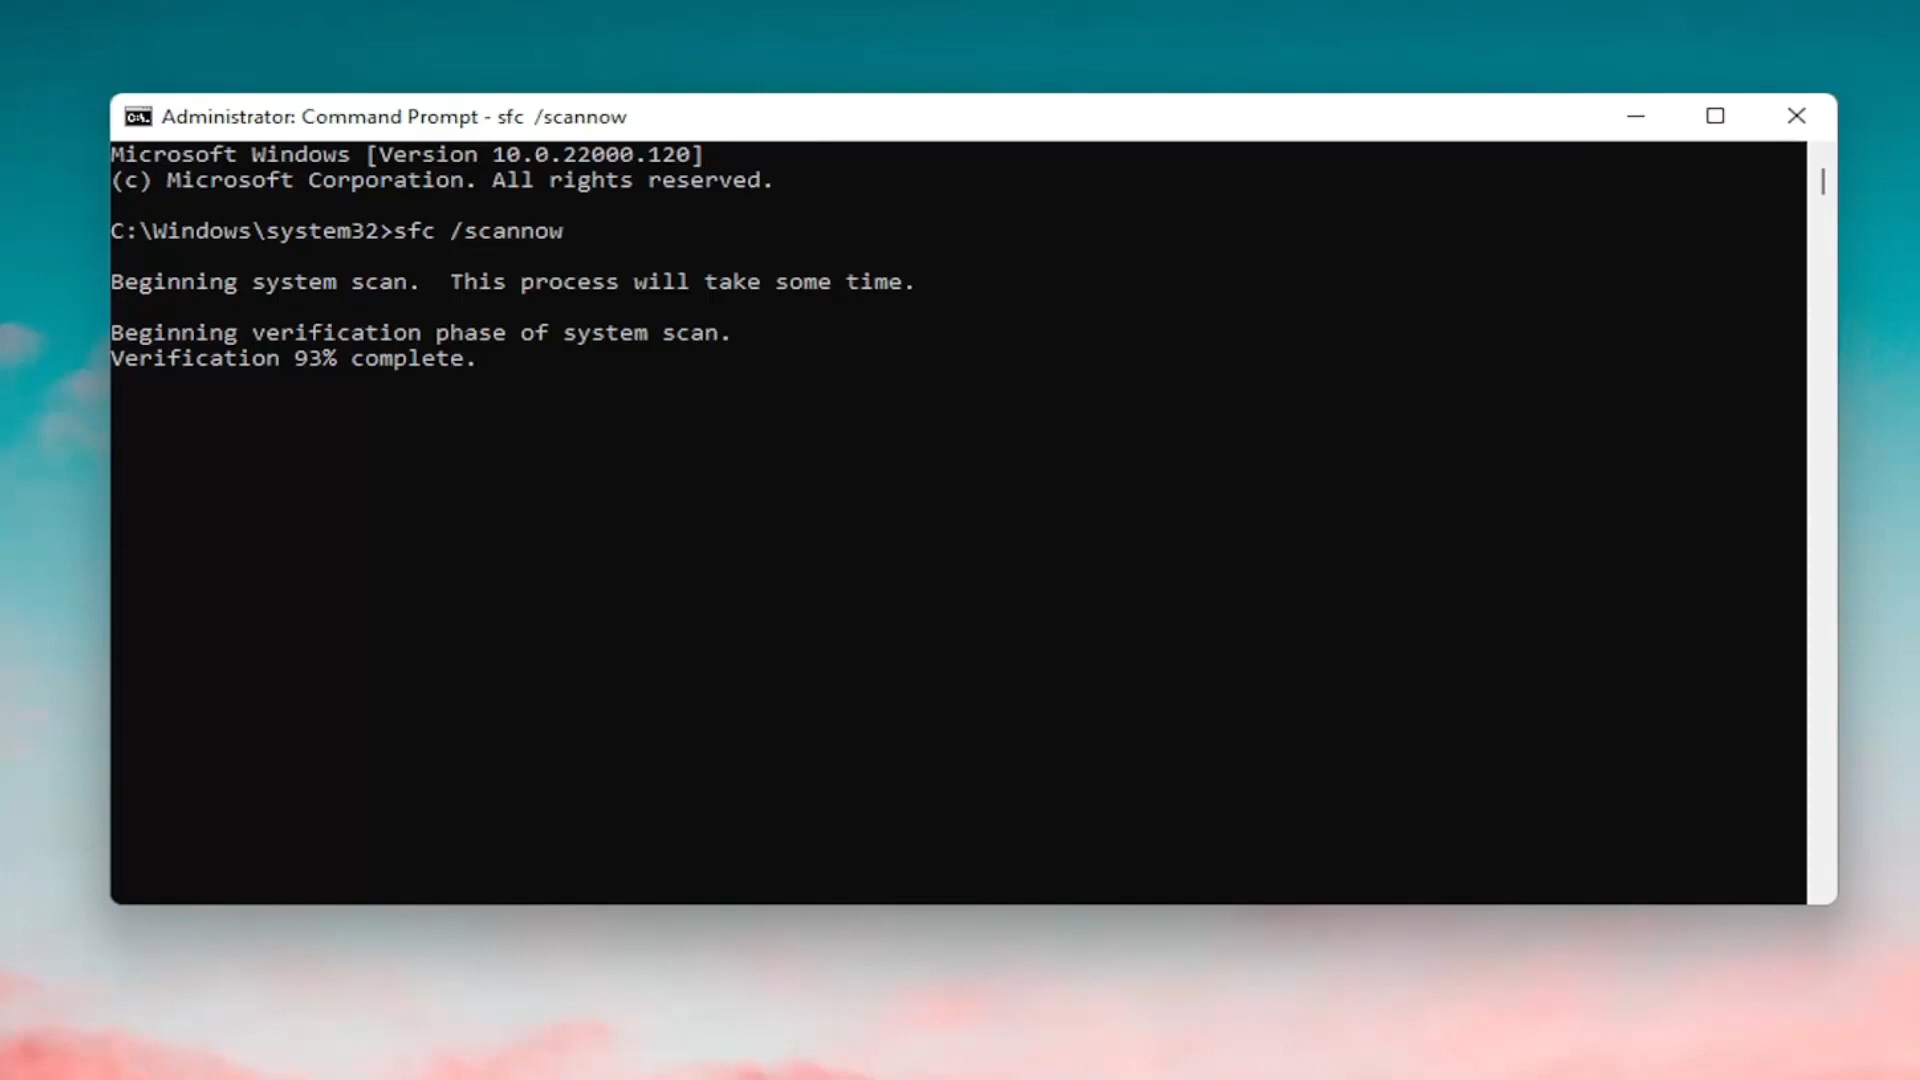 Administrator: Command Prompt - sfc  /scannow
Microsoft Windows [Version 10.0.22000.120]
(c) Microsoft Corporation. All rights reserved.
C:\Windows\system32>sfc /scannow
Beginning system scan.  This process will take some time.
Beginning verification phase of system scan.
Verification 93% complete.